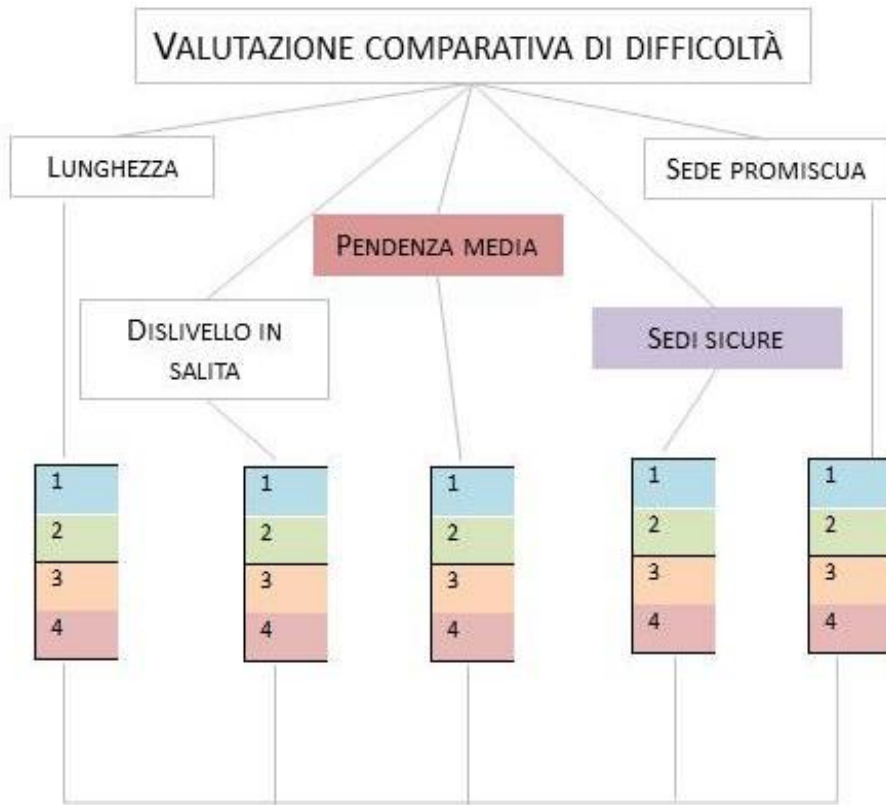 VALUTAZIONE COMPARATIVA DI DIFFICOLTÀ
LUNGHEZZA
SEDE PROMISCUA
PENDENZA MEDIA
DISLIVELLO IN
SALITA
SEDI SICURE
1
2
3
4
1
2
3
4
1
2
3
4
1
2
3
4
1
2
3
4